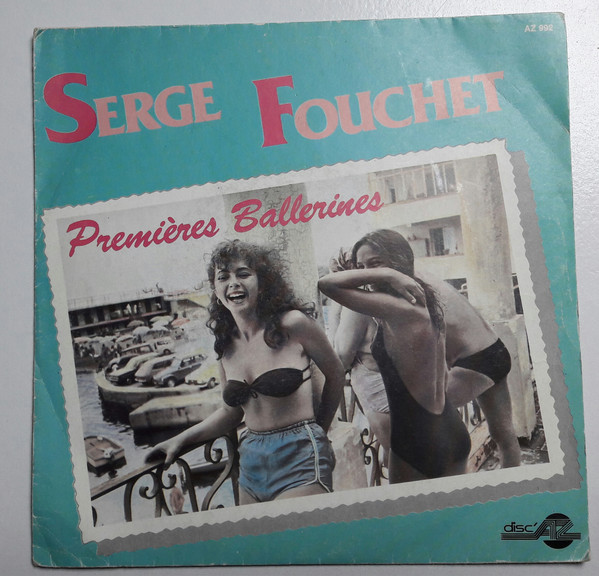 AZ 992
SERGE FOUCHET
Premières Ballerines
disc'AZ